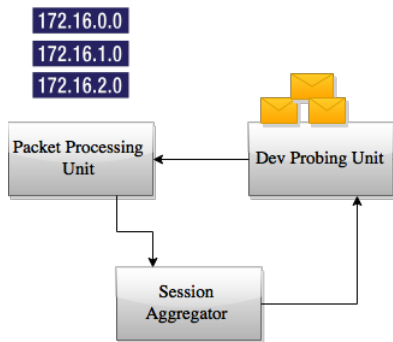 172.16.0.0
172.16.1.0
172.16.2.0
Packet Processing
Unit
Dev Probing Unit
Session
Aggregator